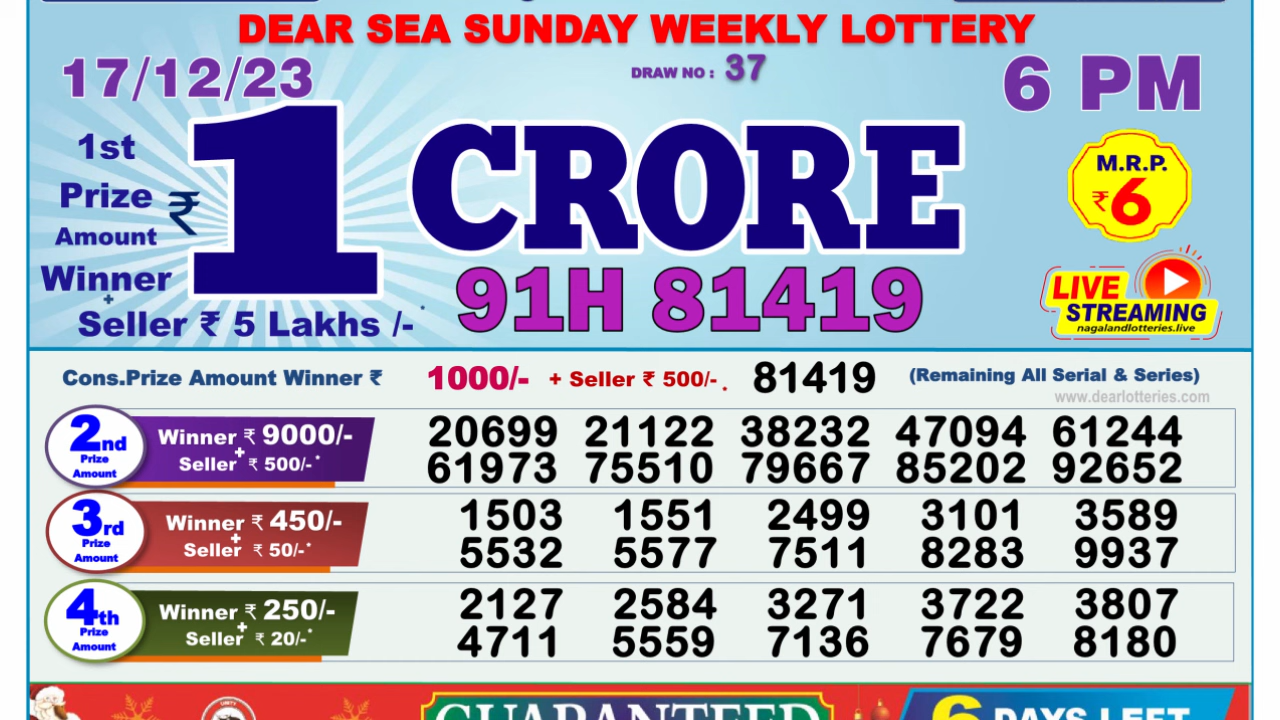 DEAR SEA SUNDAY WEEKLY LOTTERY
17/12/23
DRAW NO : 37
6 PM
1st
Prize
Amount
Winner
+
Seller ₹ 5 Lakhs /-*
₹ 1 CRORE
91H 81419
M.R.P.
₹6
LIVE
STREAMING
nagalandlotteries.live
Cons.Prize Amount Winner ₹ 1000/- + Seller ₹ 500/-. 81419 (Remaining All Serial & Series)
www.dearlotteries.com
2nd
Prize
Amount
Winner ₹ 9000/-
+
Seller ₹ 500/-*
20699 21122 38232 47094 61244
61973 75510 79667 85202 92652
3rd
Prize
Amount
Winner ₹ 450/-
+
Seller ₹ 50/-*
1503 1551 2499 3101 3589
5532 5577 7511 8283 9937
4th
Prize
Amount
Winner ₹ 250/-
+
Seller ₹ 20/-*
2127 2584 3271 3722 3807
4711 5559 7136 7679 8180
UNITY
GUARANTEED
6 DAYS LEFT